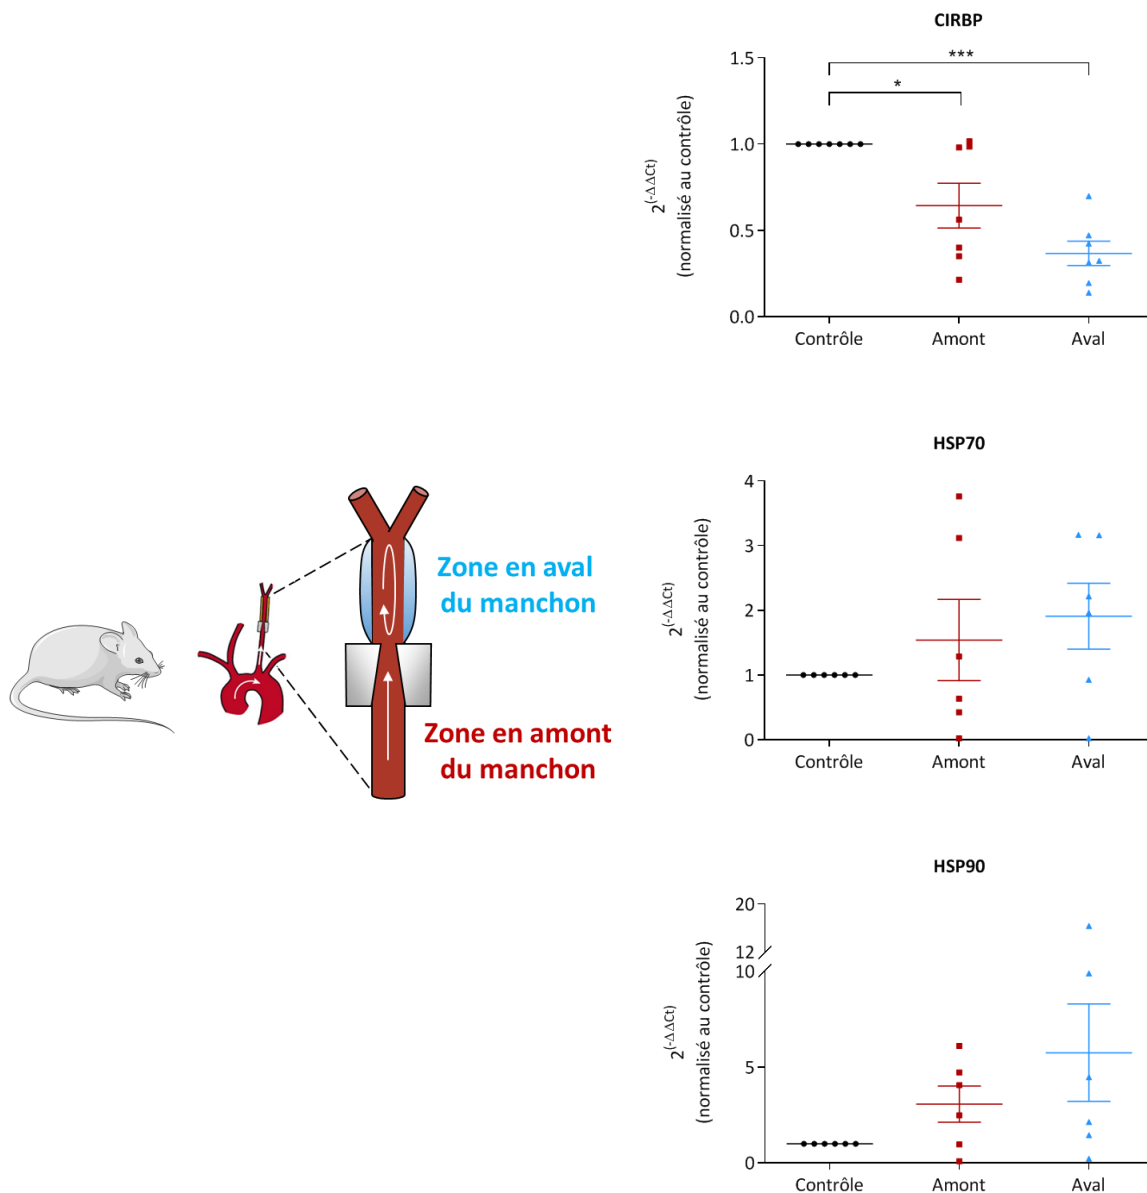 CIRBP
2^(-ΔΔCt)
(normalisé au contrôle)
1.5
1.0
0.5
0.0
***
*
Contrôle
Amont
Aval
HSP70
2^(-ΔΔCt)
(normalisé au contrôle)
4
3
2
1
0
Contrôle
Amont
Aval
Zone en aval
du manchon
Zone en amont
du manchon
HSP90
2^(-ΔΔCt)
(normalisé au contrôle)
20
12
10
5
0
Contrôle
Amont
Aval